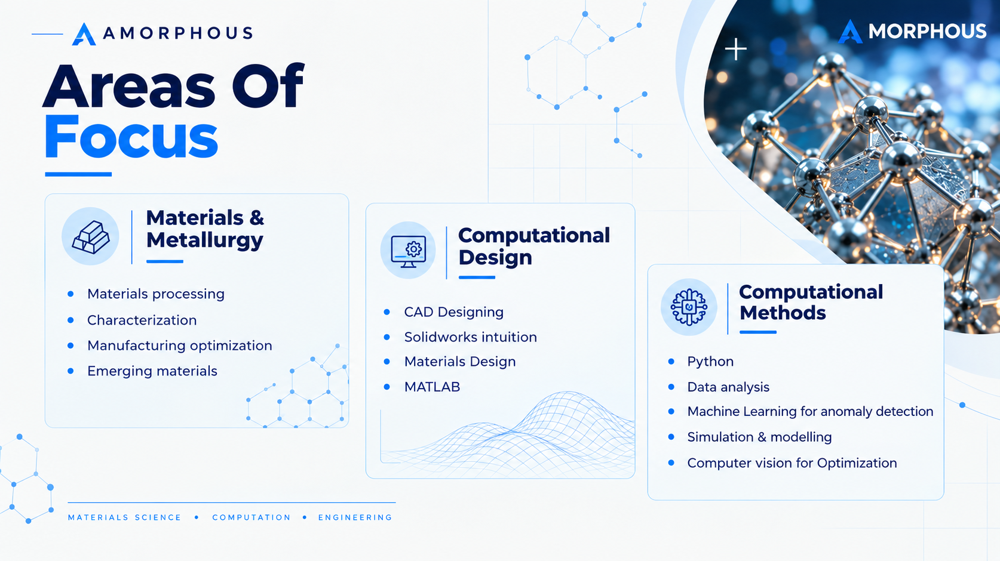 AMORPHOUS
MORPHOUS
Areas Of
Focus
Materials &
Metallurgy
Materials processing
Characterization
Manufacturing optimization
Emerging materials
Computational
Design
CAD Designing
Solidworks intuition
Materials Design
MATLAB
Computational
Methods
Python
Data analysis
Machine Learning for anomaly detection
Simulation & modelling
Computer vision for Optimization
MATERIALS SCIENCE • COMPUTATION • ENGINEERING